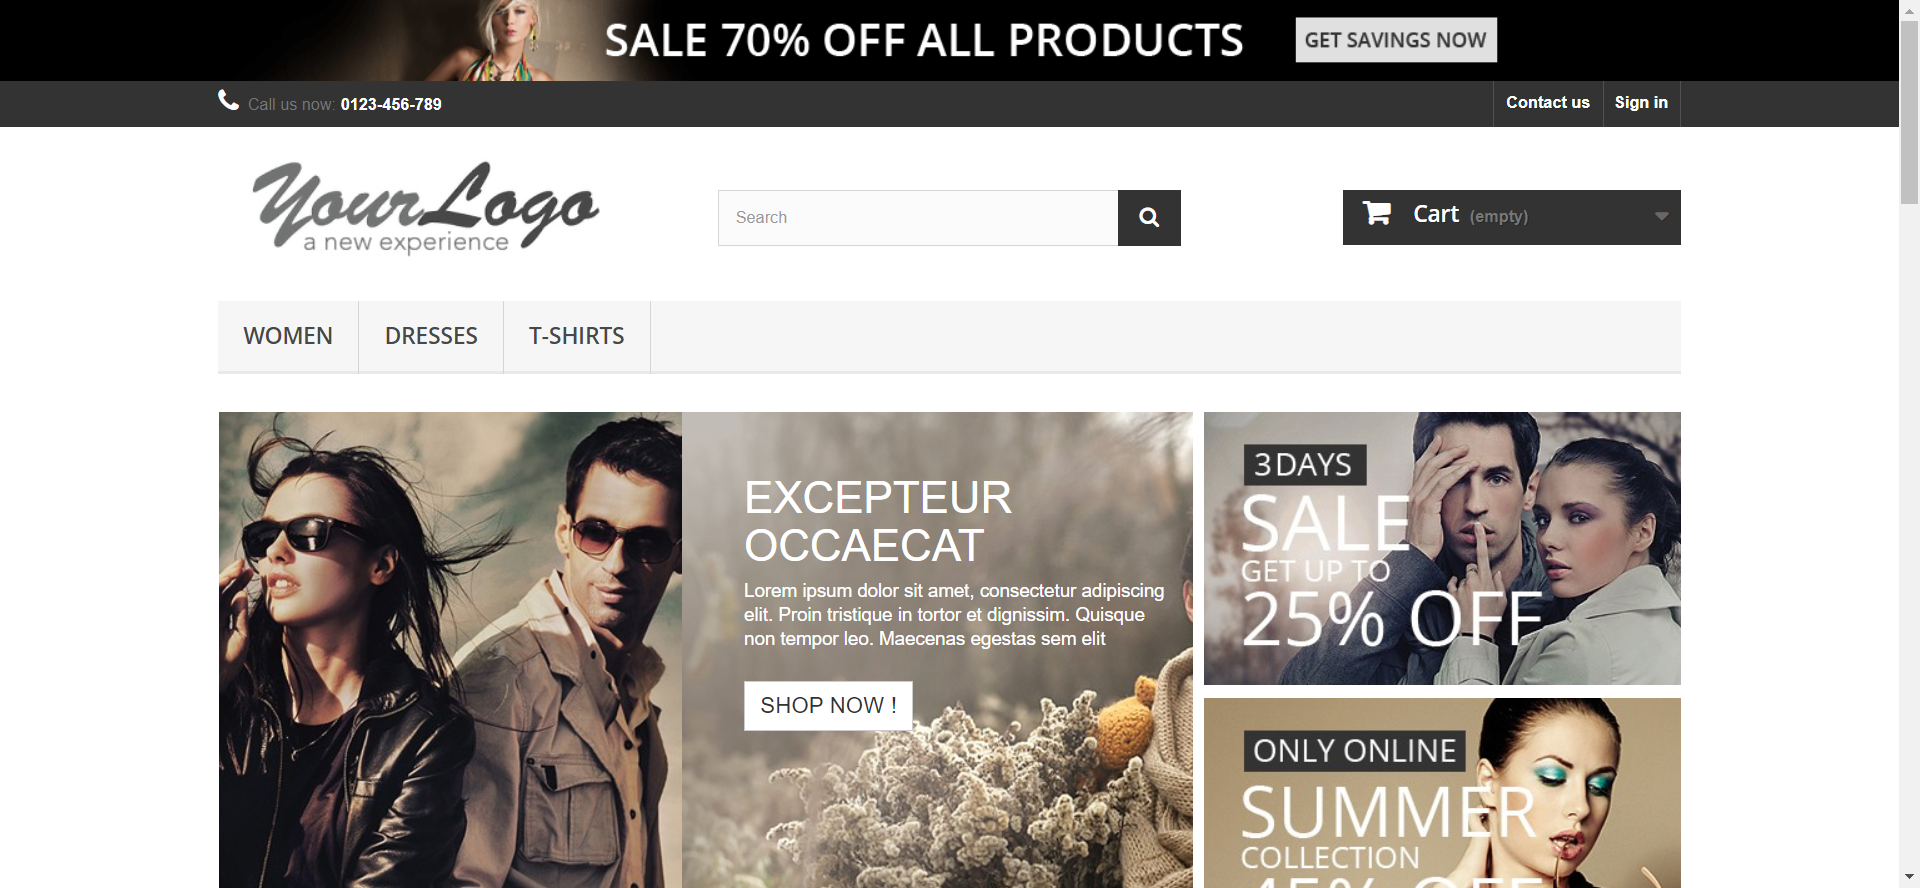 SALE 70% OFF ALL PRODUCTS
GET SAVINGS NOW
Call us now: 0123-456-789
Contact us
Sign in
YourLogo
a new experience
Search
Cart (empty)
WOMEN
DRESSES
T-SHIRTS
EXCEPTEUR
OCCAECAT
Lorem ipsum dolor sit amet, consectetur adipiscing
elit. Proin tristique in tortor et dignissim. Quisque
non tempor leo. Maecenas egestas sem elit
SHOP NOW !
3 DAYS
SALE
GET UP TO
25% OFF
ONLY ONLINE
SUMMER
COLLECTION
45% OFF